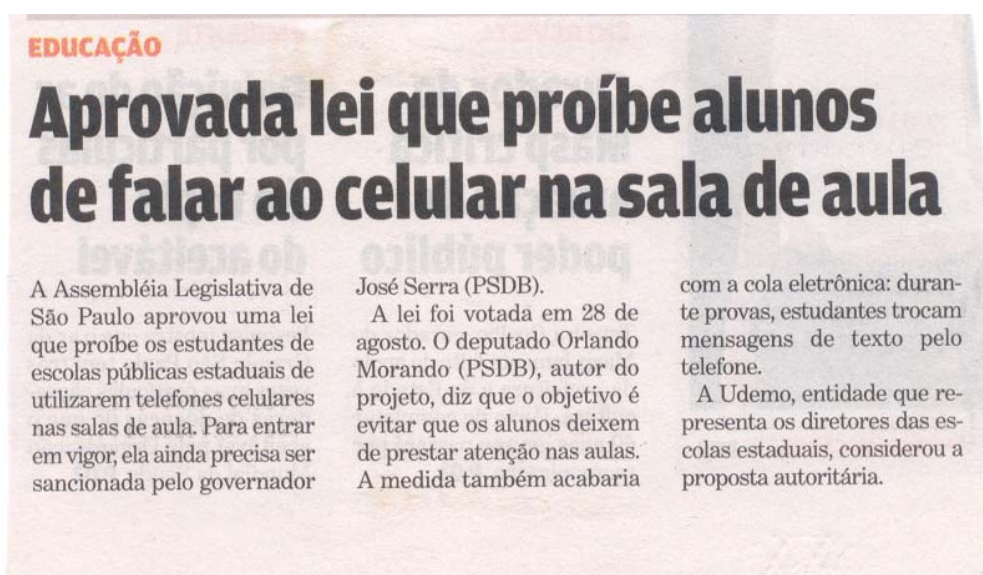 EDUCAÇÃO
Aprovada lei que proíbe alunos
de falar ao celular na sala de aula
A Assembléia Legislativa de
São Paulo aprovou uma lei
que proíbe os estudantes de
escolas públicas estaduais de
utilizarem telefones celulares
nas salas de aula. Para entrar
em vigor, ela ainda precisa ser
sancionada pelo governador
José Serra (PSDB).
A lei foi votada em 28 de
agosto. O deputado Orlando
Morando (PSDB), autor do
projeto, diz que o objetivo é
evitar que os alunos deixem
de prestar atenção nas aulas.
A medida também acabaria
com a cola eletrônica: duran-
te provas, estudantes trocam
mensagens de texto pelo
telefone.
A Udemo, entidade que re-
presenta os diretores das es-
colas estaduais, considerou a
proposta autoritária.